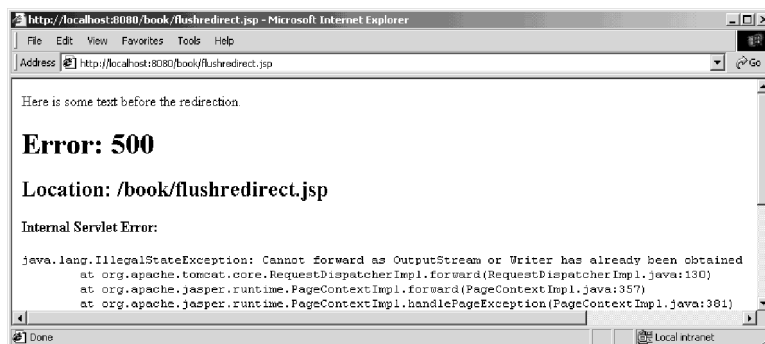 http://localhost:8080/book/flushredirect.jsp - Microsoft Internet Explorer
File Edit View Favorites Tools Help
Address http://localhost:8080/book/flushredirect.jsp Go
Here is some text before the redirection.
Error: 500
Location: /book/flushredirect.jsp
Internal Servlet Error:
java.lang.IllegalStateException: Cannot forward as OutputStream or Writer has already been obtained
at org.apache.tomcat.core.RequestDispatcherImpl.forward(RequestDispatcherImpl.java:130)
at org.apache.jasper.runtime.PageContextImpl.forward(PageContextImpl.java:357)
at org.apache.jasper.runtime.PageContextImpl.handlePageException(PageContextImpl.java:381)
Done Local intranet